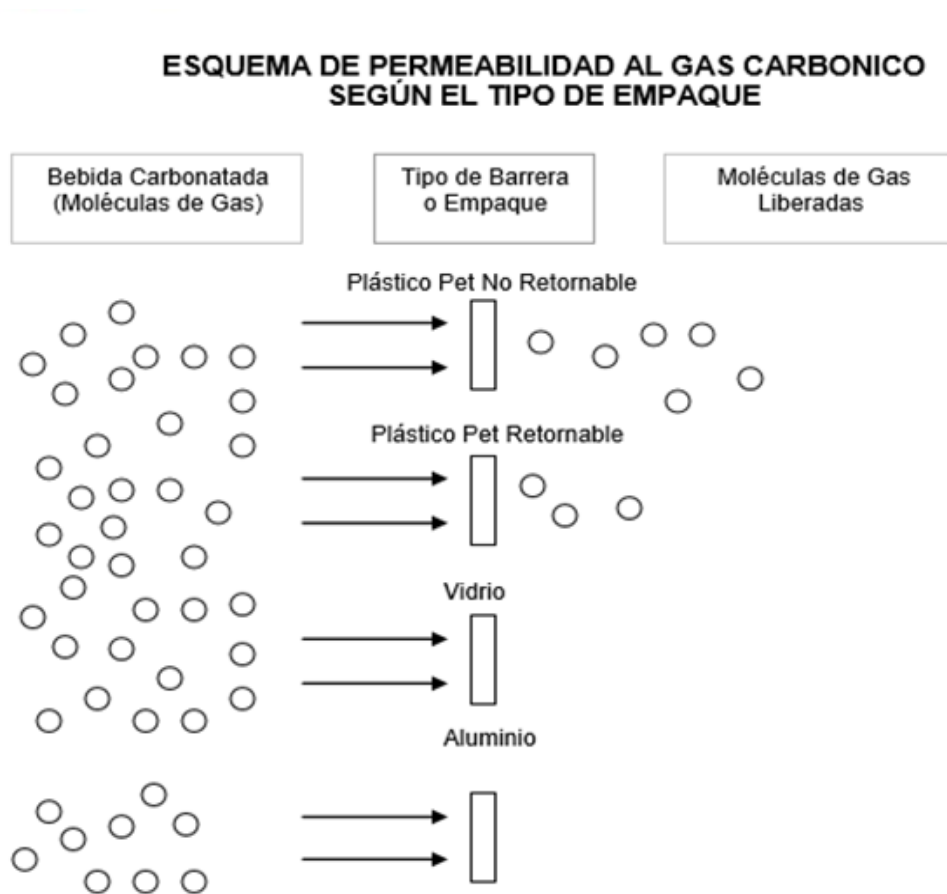 ESQUEMA DE PERMEABILIDAD AL GAS CARBONICO
SEGÚN EL TIPO DE EMPAQUE
Bebida Carbonatada
(Moléculas de Gas)
Tipo de Barrera
o Empaque
Moléculas de Gas
Liberadas
Plástico Pet No Retornable
Plástico Pet Retornable
Vidrio
Aluminio